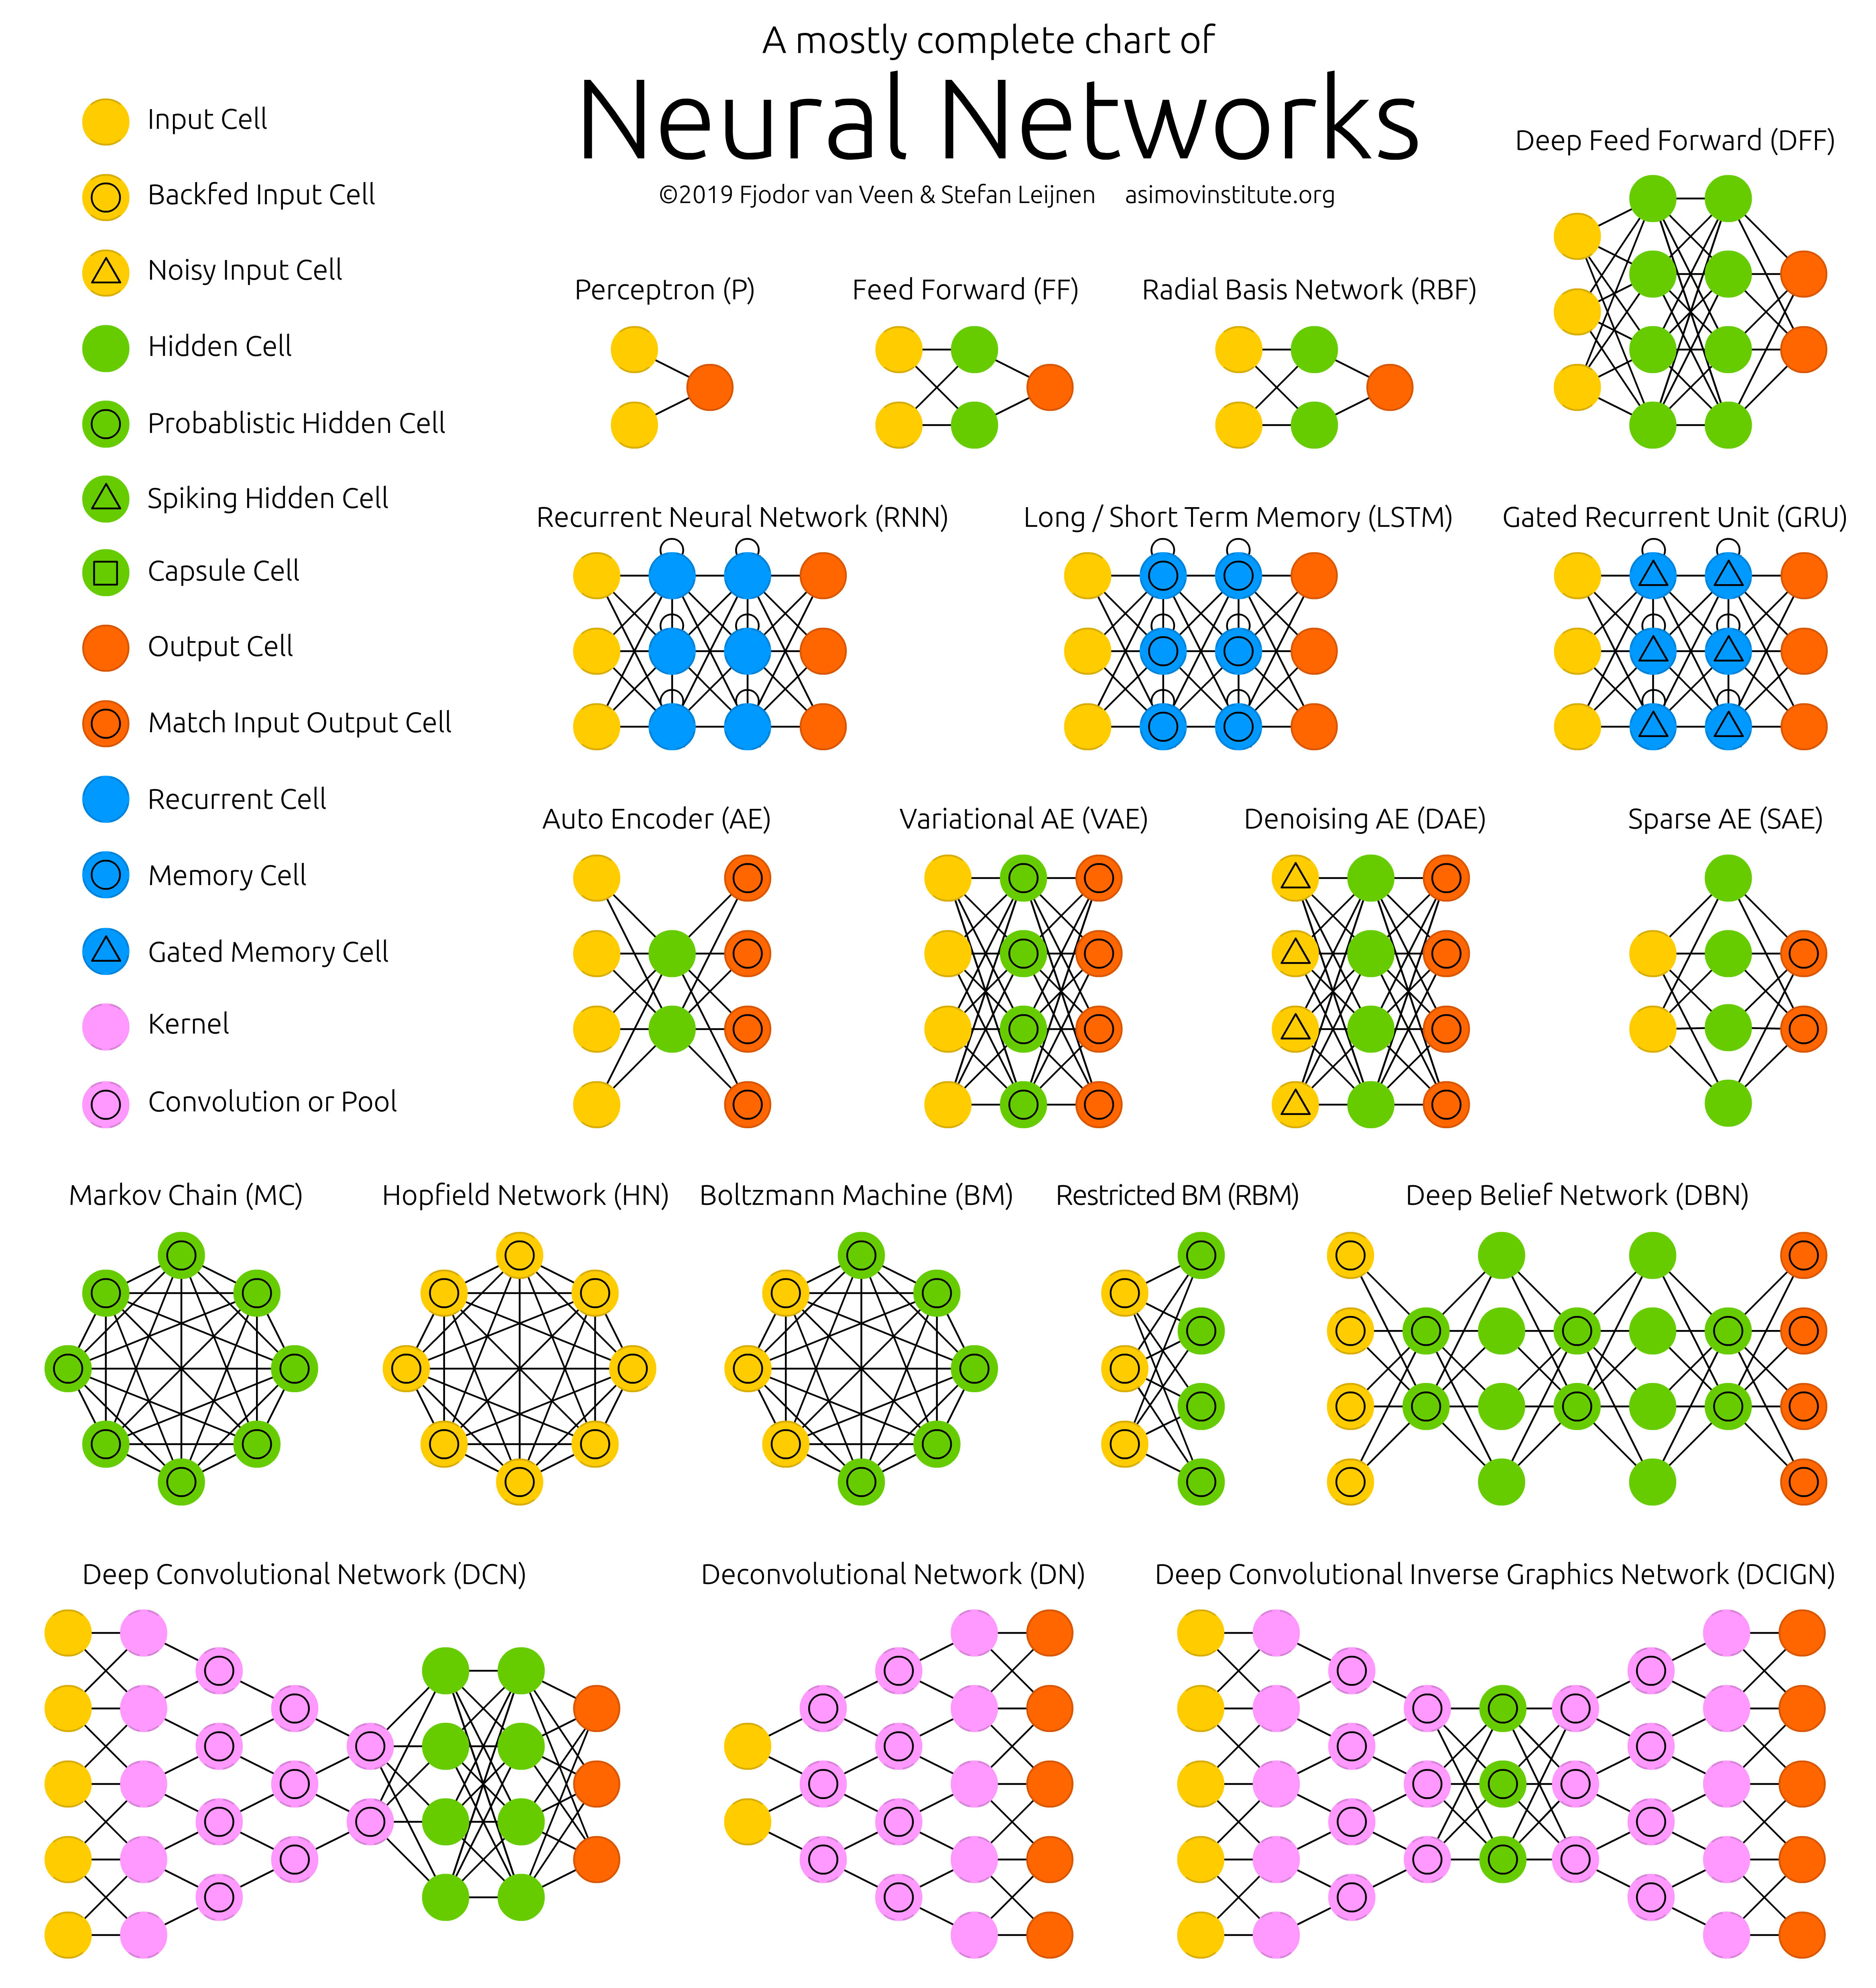 A mostly complete chart of
Neural Networks
©2019 Fjodor van Veen & Stefan Leijnen asimovinstitute.org
Input Cell
Backfed Input Cell
Noisy Input Cell
Hidden Cell
Probablistic Hidden Cell
Spiking Hidden Cell
Capsule Cell
Output Cell
Match Input Output Cell
Recurrent Cell
Memory Cell
Gated Memory Cell
Kernel
Convolution or Pool
Deep Feed Forward (DFF)
Perceptron (P)
Feed Forward (FF)
Radial Basis Network (RBF)
Recurrent Neural Network (RNN)
Long / Short Term Memory (LSTM)
Gated Recurrent Unit (GRU)
Auto Encoder (AE)
Variational AE (VAE)
Denoising AE (DAE)
Sparse AE (SAE)
Markov Chain (MC)
Hopfield Network (HN)
Boltzmann Machine (BM)
Restricted BM (RBM)
Deep Belief Network (DBN)
Deep Convolutional Network (DCN)
Deconvolutional Network (DN)
Deep Convolutional Inverse Graphics Network (DCIGN)